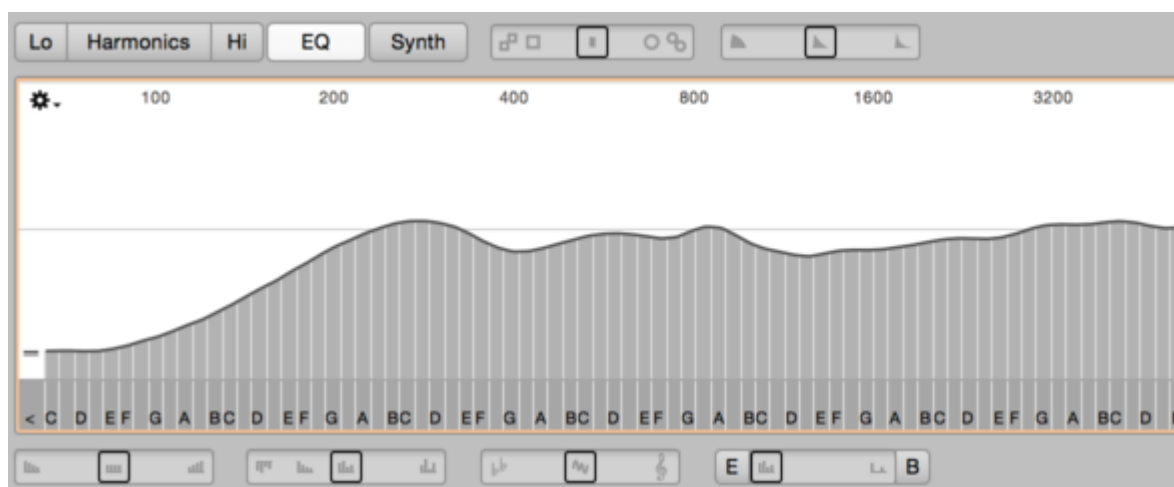 Lo Harmonics Hi EQ Synth
100 200 400 800 1600 3200
< C D E F G A B C D E F G A B C D E F G A B C D E F G A B C D E F G A B C D E F G A B C D
E B